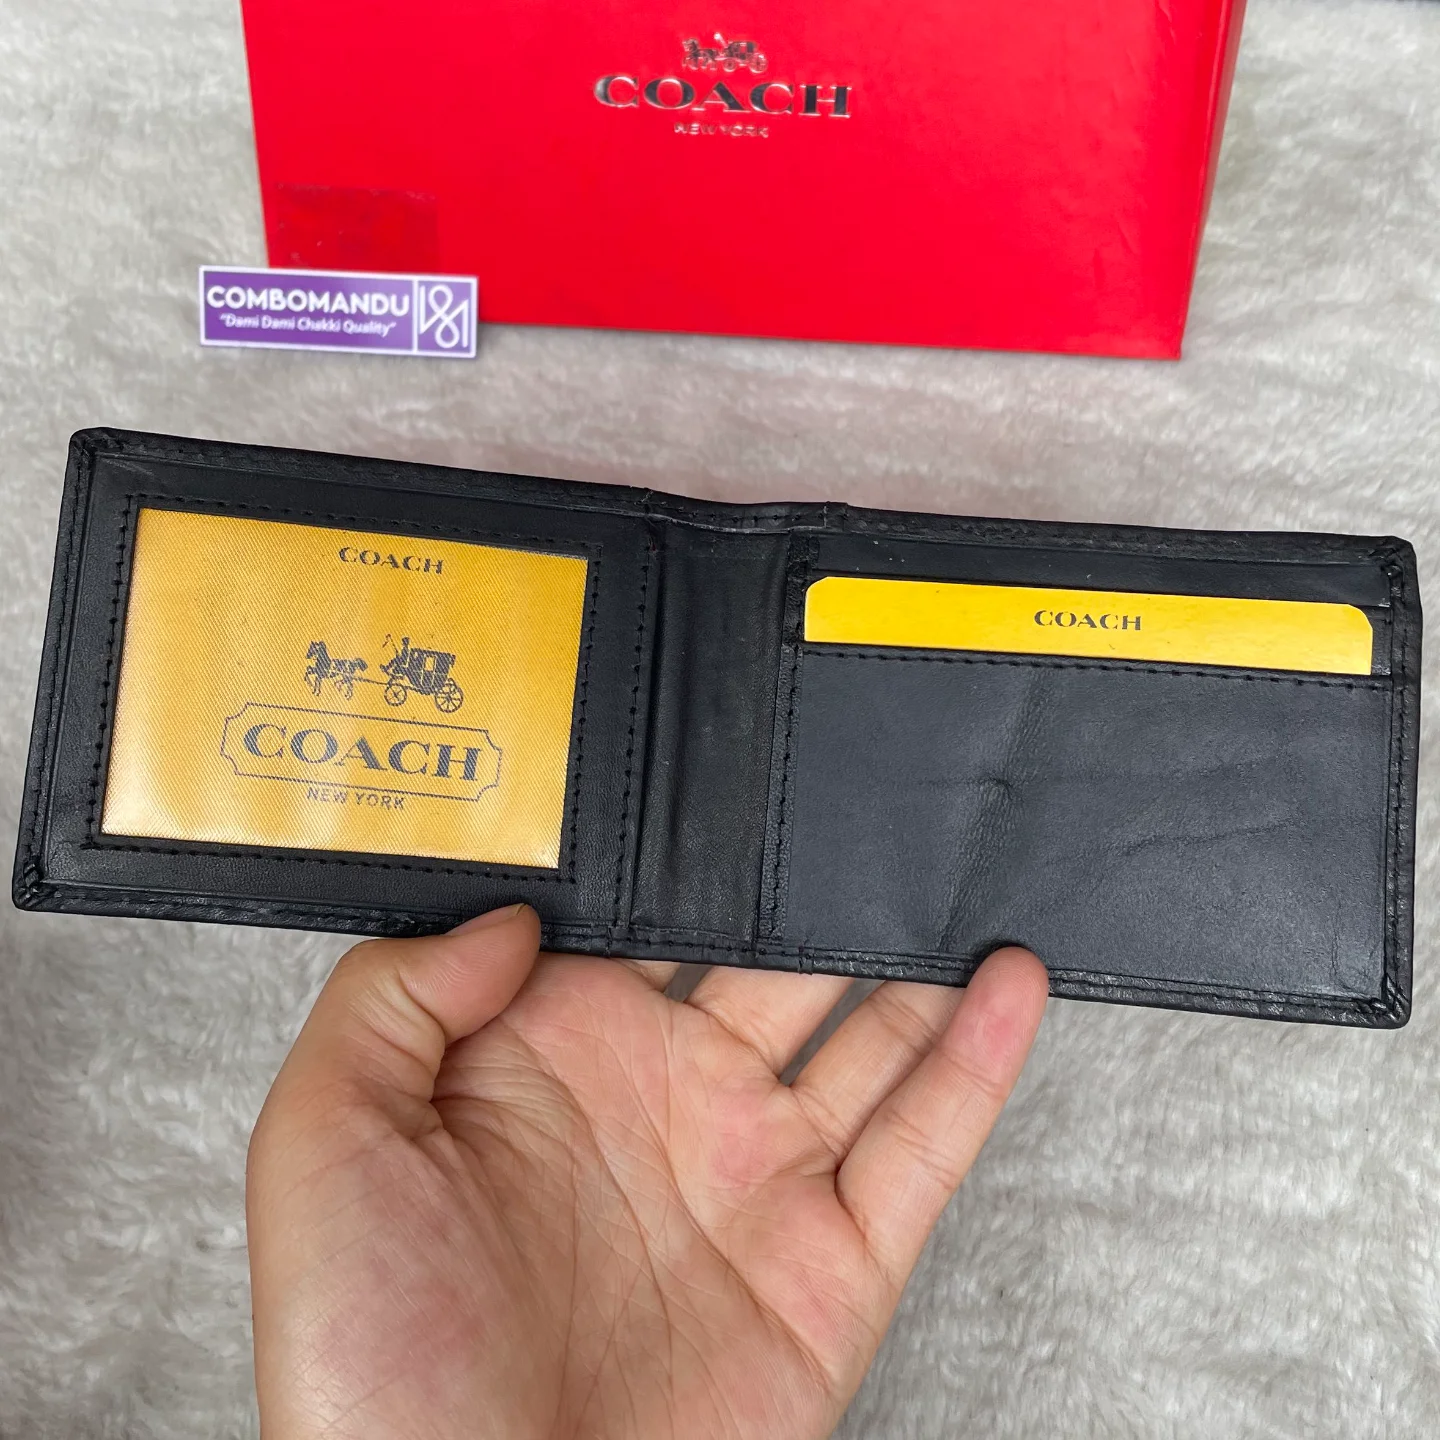 COACH
NEW YORK
COMBOMANDU
"Dami Dami Chakki Quality"
COACH
COACH
NEW YORK
COACH